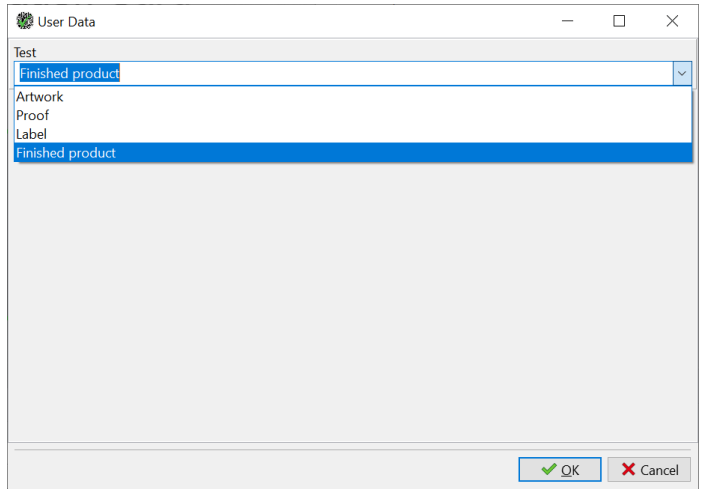 User Data
Test
Finished product
Artwork
Proof
Label
Finished product
OK
Cancel